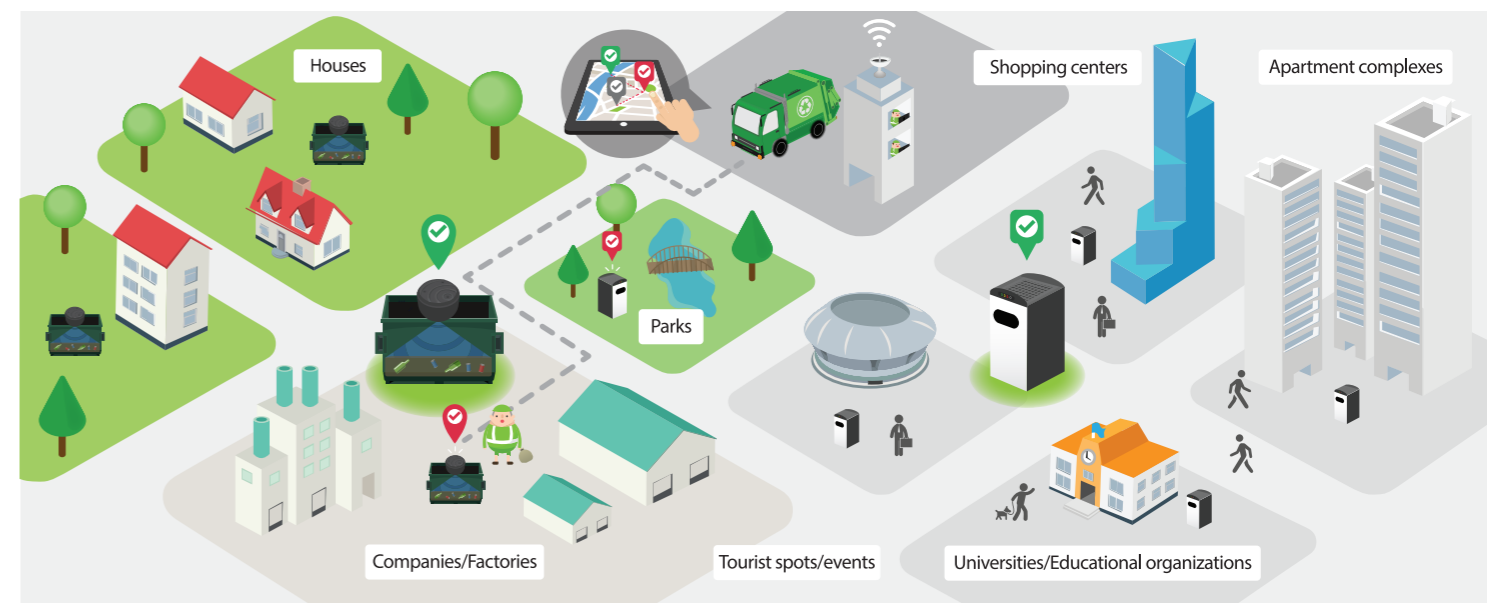 Houses
Shopping centers
Apartment complexes
Parks
Companies/Factories
Tourist spots/events
Universities/Educational organizations